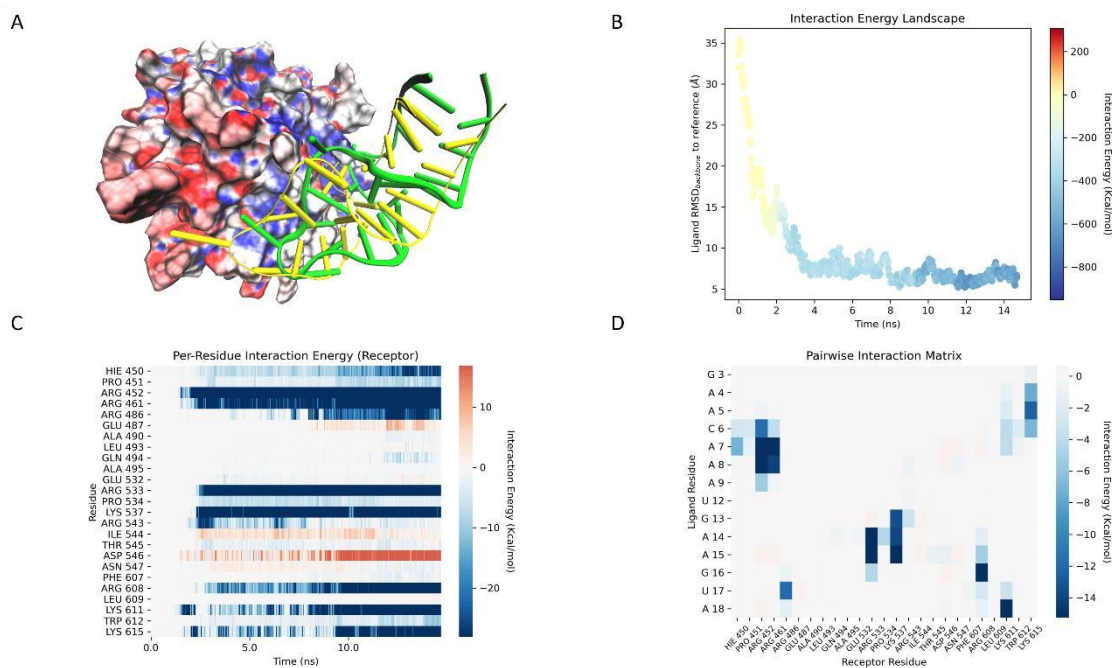 A
B
Interaction Energy Landscape
Ligand RMSD backbone to reference (Å)
35
30
25
20
15
10
5
0
2
4
6
8
10
12
14
Time (ns)
200
0
−200
−400
−600
−800
Interaction Energy (Kcal/mol)
C
Per-Residue Interaction Energy (Receptor)
Residue
HIE 450
PRO 451
ARG 452
ARG 461
ARG 486
GLU 487
ALA 490
LEU 493
GLN 494
ALA 495
GLU 532
ARG 533
PRO 534
LYS 537
ARG 543
ILE 544
THR 545
ASP 546
ASN 547
PHE 607
ARG 608
LEU 609
LYS 611
TRP 612
LYS 615
0.0
10.0
Time (ns)
10
0
−10
−20
Interaction Energy (Kcal/mol)
D
Pairwise Interaction Matrix
Ligand Residue
G 3
A 4
A 5
C 6
A 7
A 8
A 9
U 12
G 13
A 14
A 15
G 16
U 17
A 18
HIE 450
PRO 451
ARG 452
ARG 461
ARG 486
GLU 487
ALA 490
LEU 493
GLN 494
ALA 495
GLU 532
ARG 533
PRO 534
LYS 537
ARG 543
ILE 544
THR 545
ASP 546
ASN 547
PHE 607
ARG 608
LEU 609
LYS 611
TRP 612
LYS 615
Receptor Residue
0
−2
−4
−6
−8
−10
−12
−14
Interaction Energy (Kcal/mol)